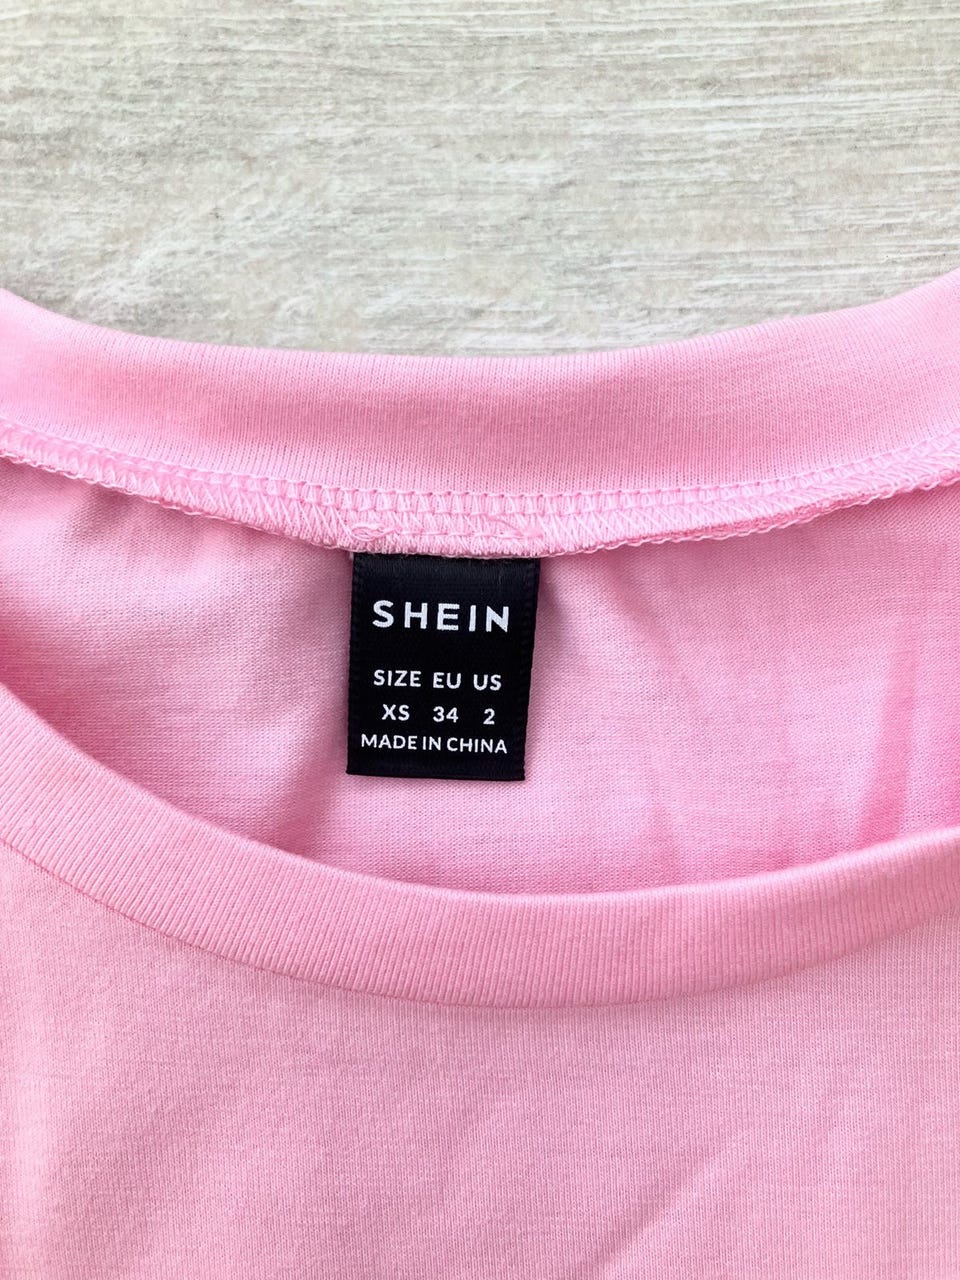 SHEIN
SIZE EU US
XS 34 2
MADE IN CHINA